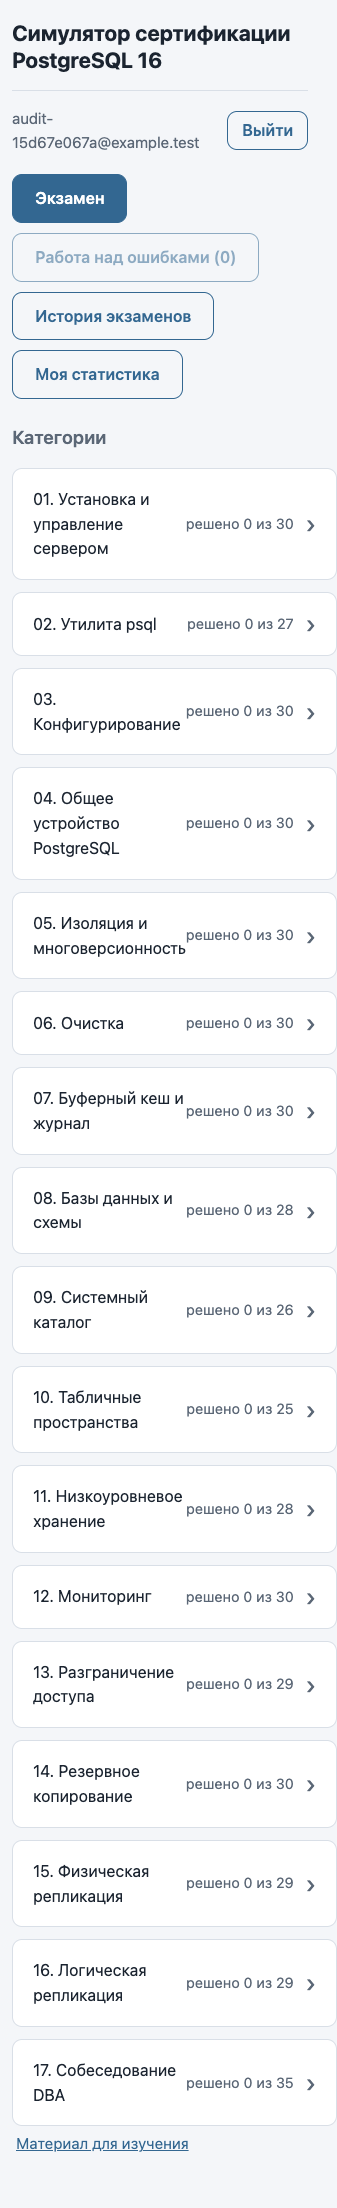 Симулятор сертификации
PostgreSQL 16
audit-
15d67e067a@example.test
Выйти
Экзамен
Работа над ошибками (0)
История экзаменов
Моя статистика
Категории
01. Установка и
управление
сервером
решено 0 из 30
02. Утилита psql
решено 0 из 27
03.
Конфигурирование
решено 0 из 30
04. Общее
устройство
PostgreSQL
решено 0 из 30
05. Изоляция и
многоверсионность
решено 0 из 30
06. Очистка
решено 0 из 30
07. Буферный кеш и
журнал
решено 0 из 30
08. Базы данных и
схемы
решено 0 из 28
09. Системный
каталог
решено 0 из 26
10. Табличные
пространства
решено 0 из 25
11. Низкоуровневое
хранение
решено 0 из 28
12. Мониторинг
решено 0 из 30
13. Разграничение
доступа
решено 0 из 29
14. Резервное
копирование
решено 0 из 30
15. Физическая
репликация
решено 0 из 29
16. Логическая
репликация
решено 0 из 29
17. Собеседование
DBA
решено 0 из 35
Материал для изучения